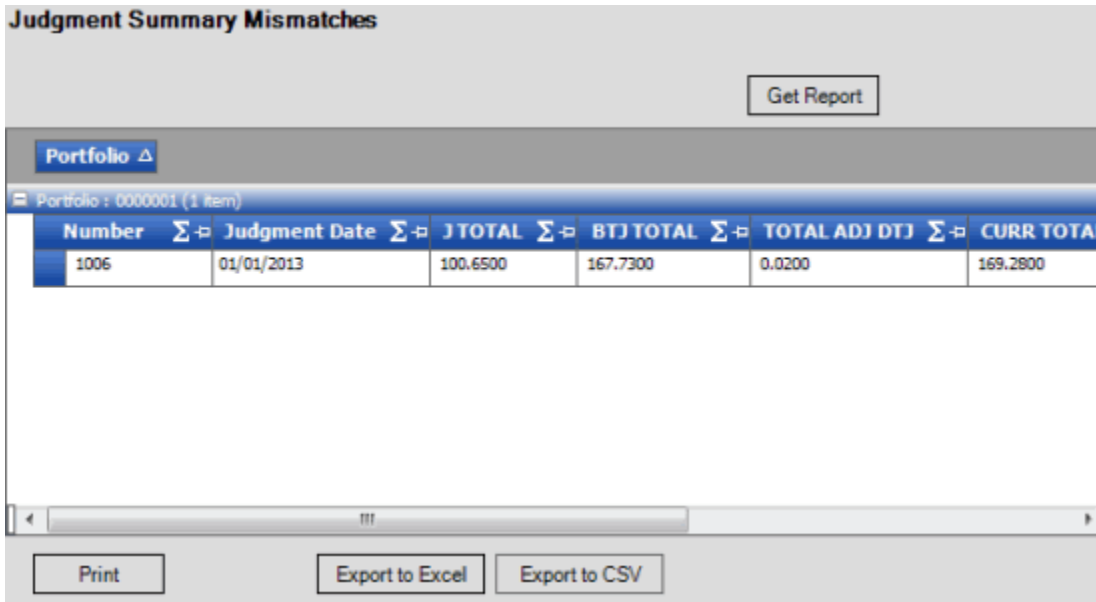 Judgment Summary Mismatches
Get Report
Portfolio
Portfolio : 0000001 (1 item)
Number Judgment Date J TOTAL BTJ TOTAL TOTAL ADJ DTJ CURR TOTA
1006 01/01/2013 100.6500 167.7300 0.0200 169.2800
Print Export to Excel Export to CSV